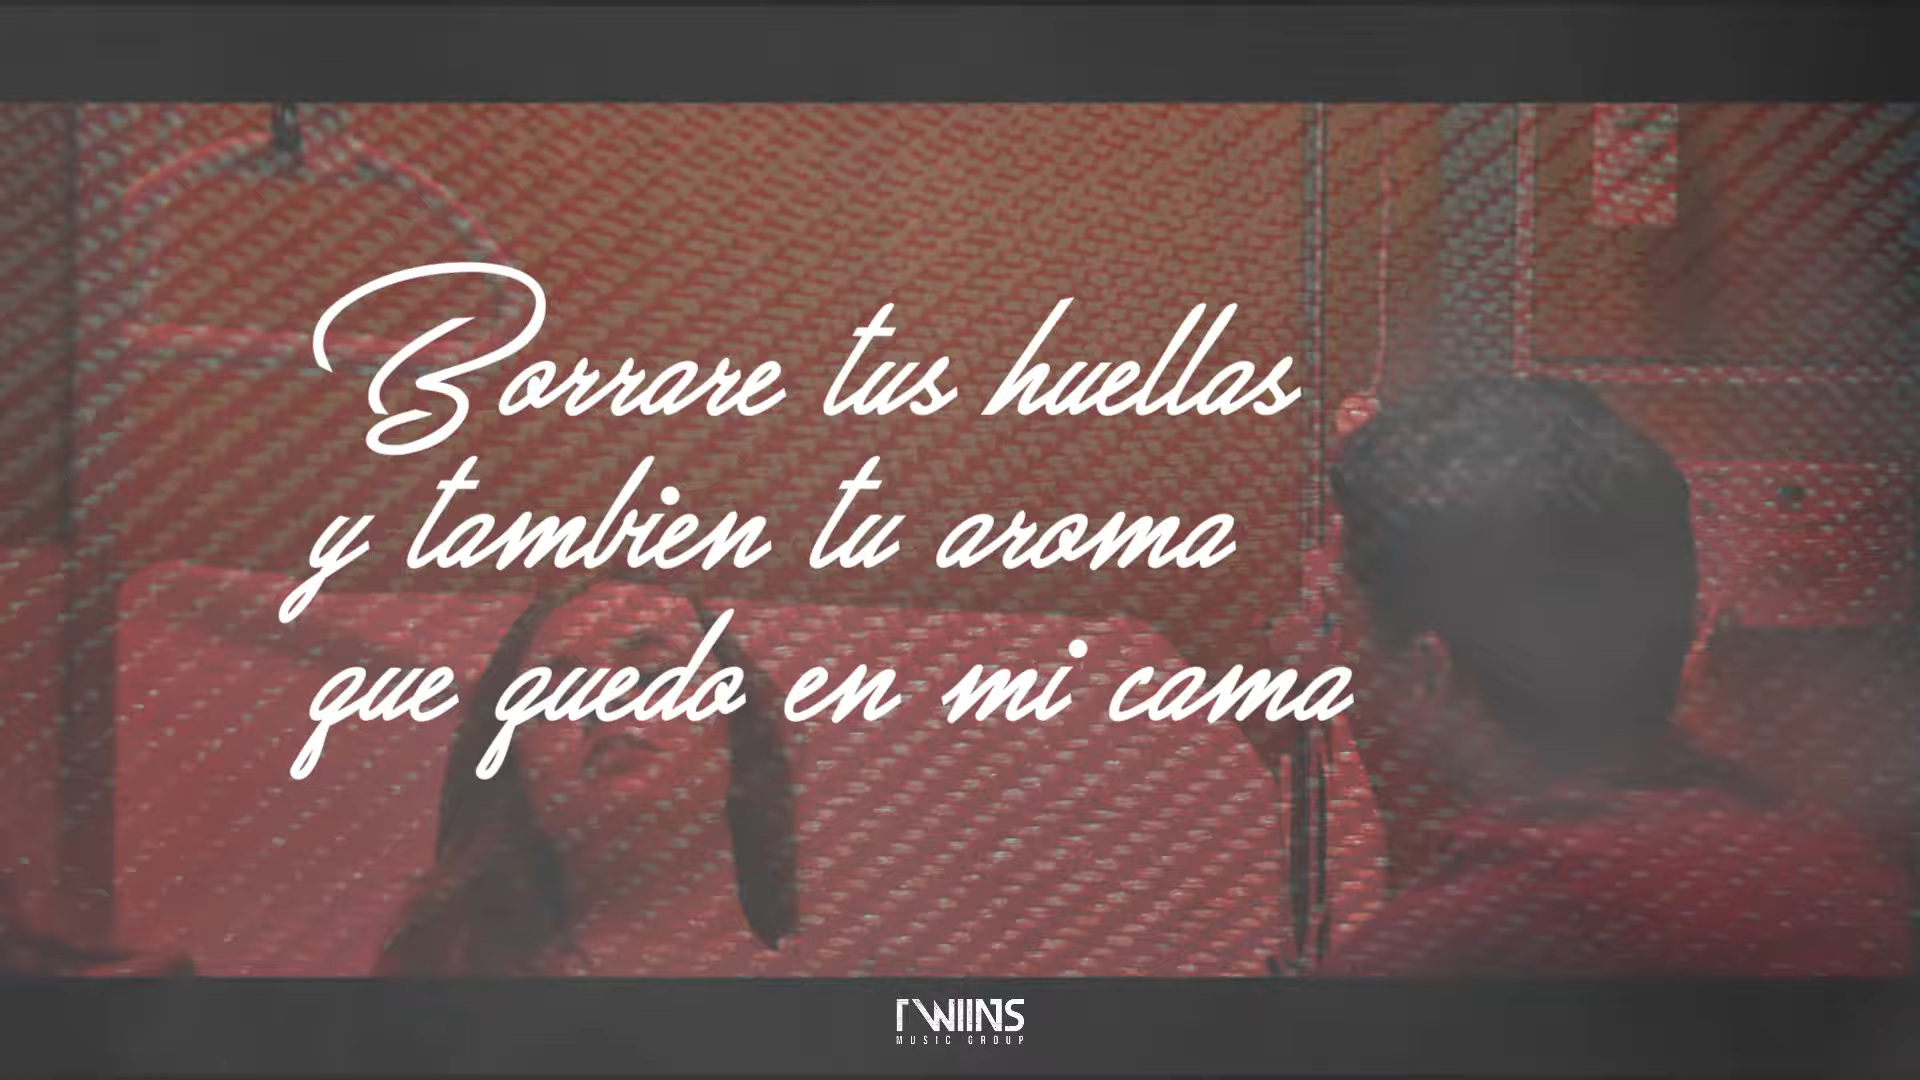 Borrare tus huellas
y tambien tu aroma
que quedo en mi cama
TWIINS
MUSIC GROUP